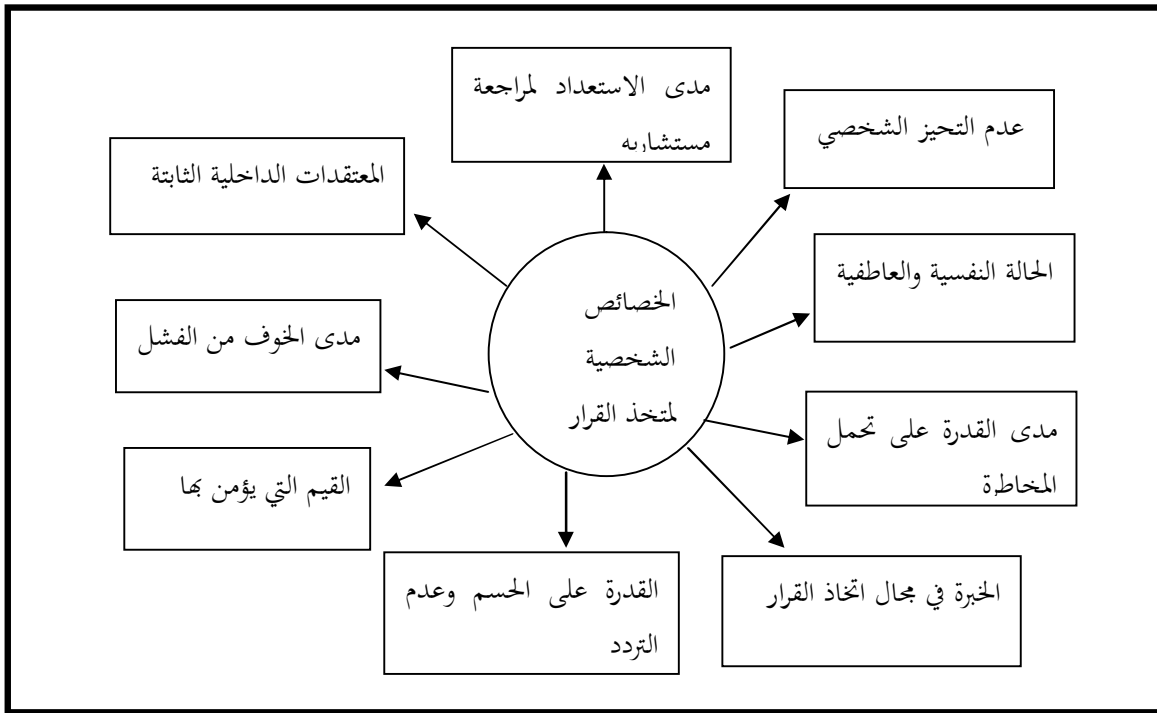 مدى الاستعداد لمراجعة
مستشاريه
عدم التحيز الشخصي
المعتقدات الداخلية الثابتة
الحالة النفسية والعاطفية
الخصائص
الشخصية
لمتخذ القرار
مدى الخوف من الفشل
مدى القدرة على تحمل
المخاطرة
القيم التي يؤمن بها
الخبرة في مجال اتخاذ القرار
القدرة على الحسم وعدم
التردد